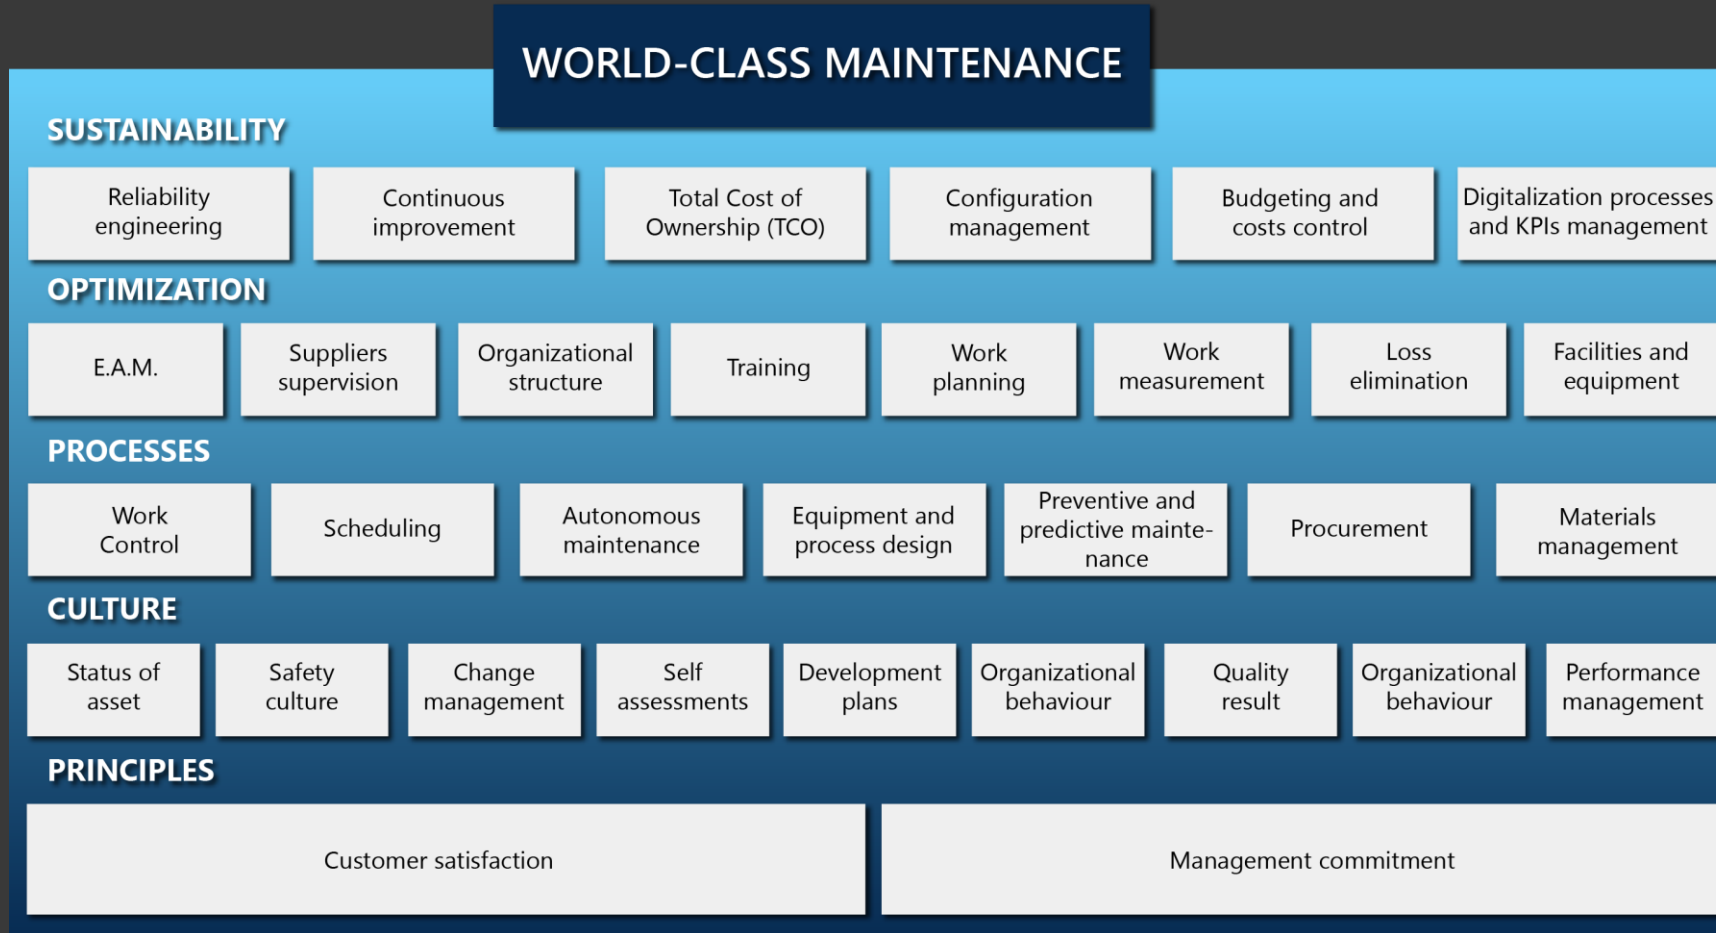 WORLD-CLASS MAINTENANCE
SUSTAINABILITY
Reliability
engineering
Continuous
improvement
Total Cost of
Ownership (TCO)
Configuration
management
Budgeting and
costs control
Digitalization processes
and KPIs management
OPTIMIZATION
E.A.M.
Suppliers
supervision
Organizational
structure
Training
Work
planning
Work
measurement
Loss
elimination
Facilities and
equipment
PROCESSES
Work
Control
Scheduling
Autonomous
maintenance
Equipment and
process design
Preventive and
predictive mainte-
nance
Procurement
Materials
management
CULTURE
Status of
asset
Safety
culture
Change
management
Self
assessments
Development
plans
Organizational
behaviour
Quality
result
Organizational
behaviour
Performance
management
PRINCIPLES
Customer satisfaction
Management commitment